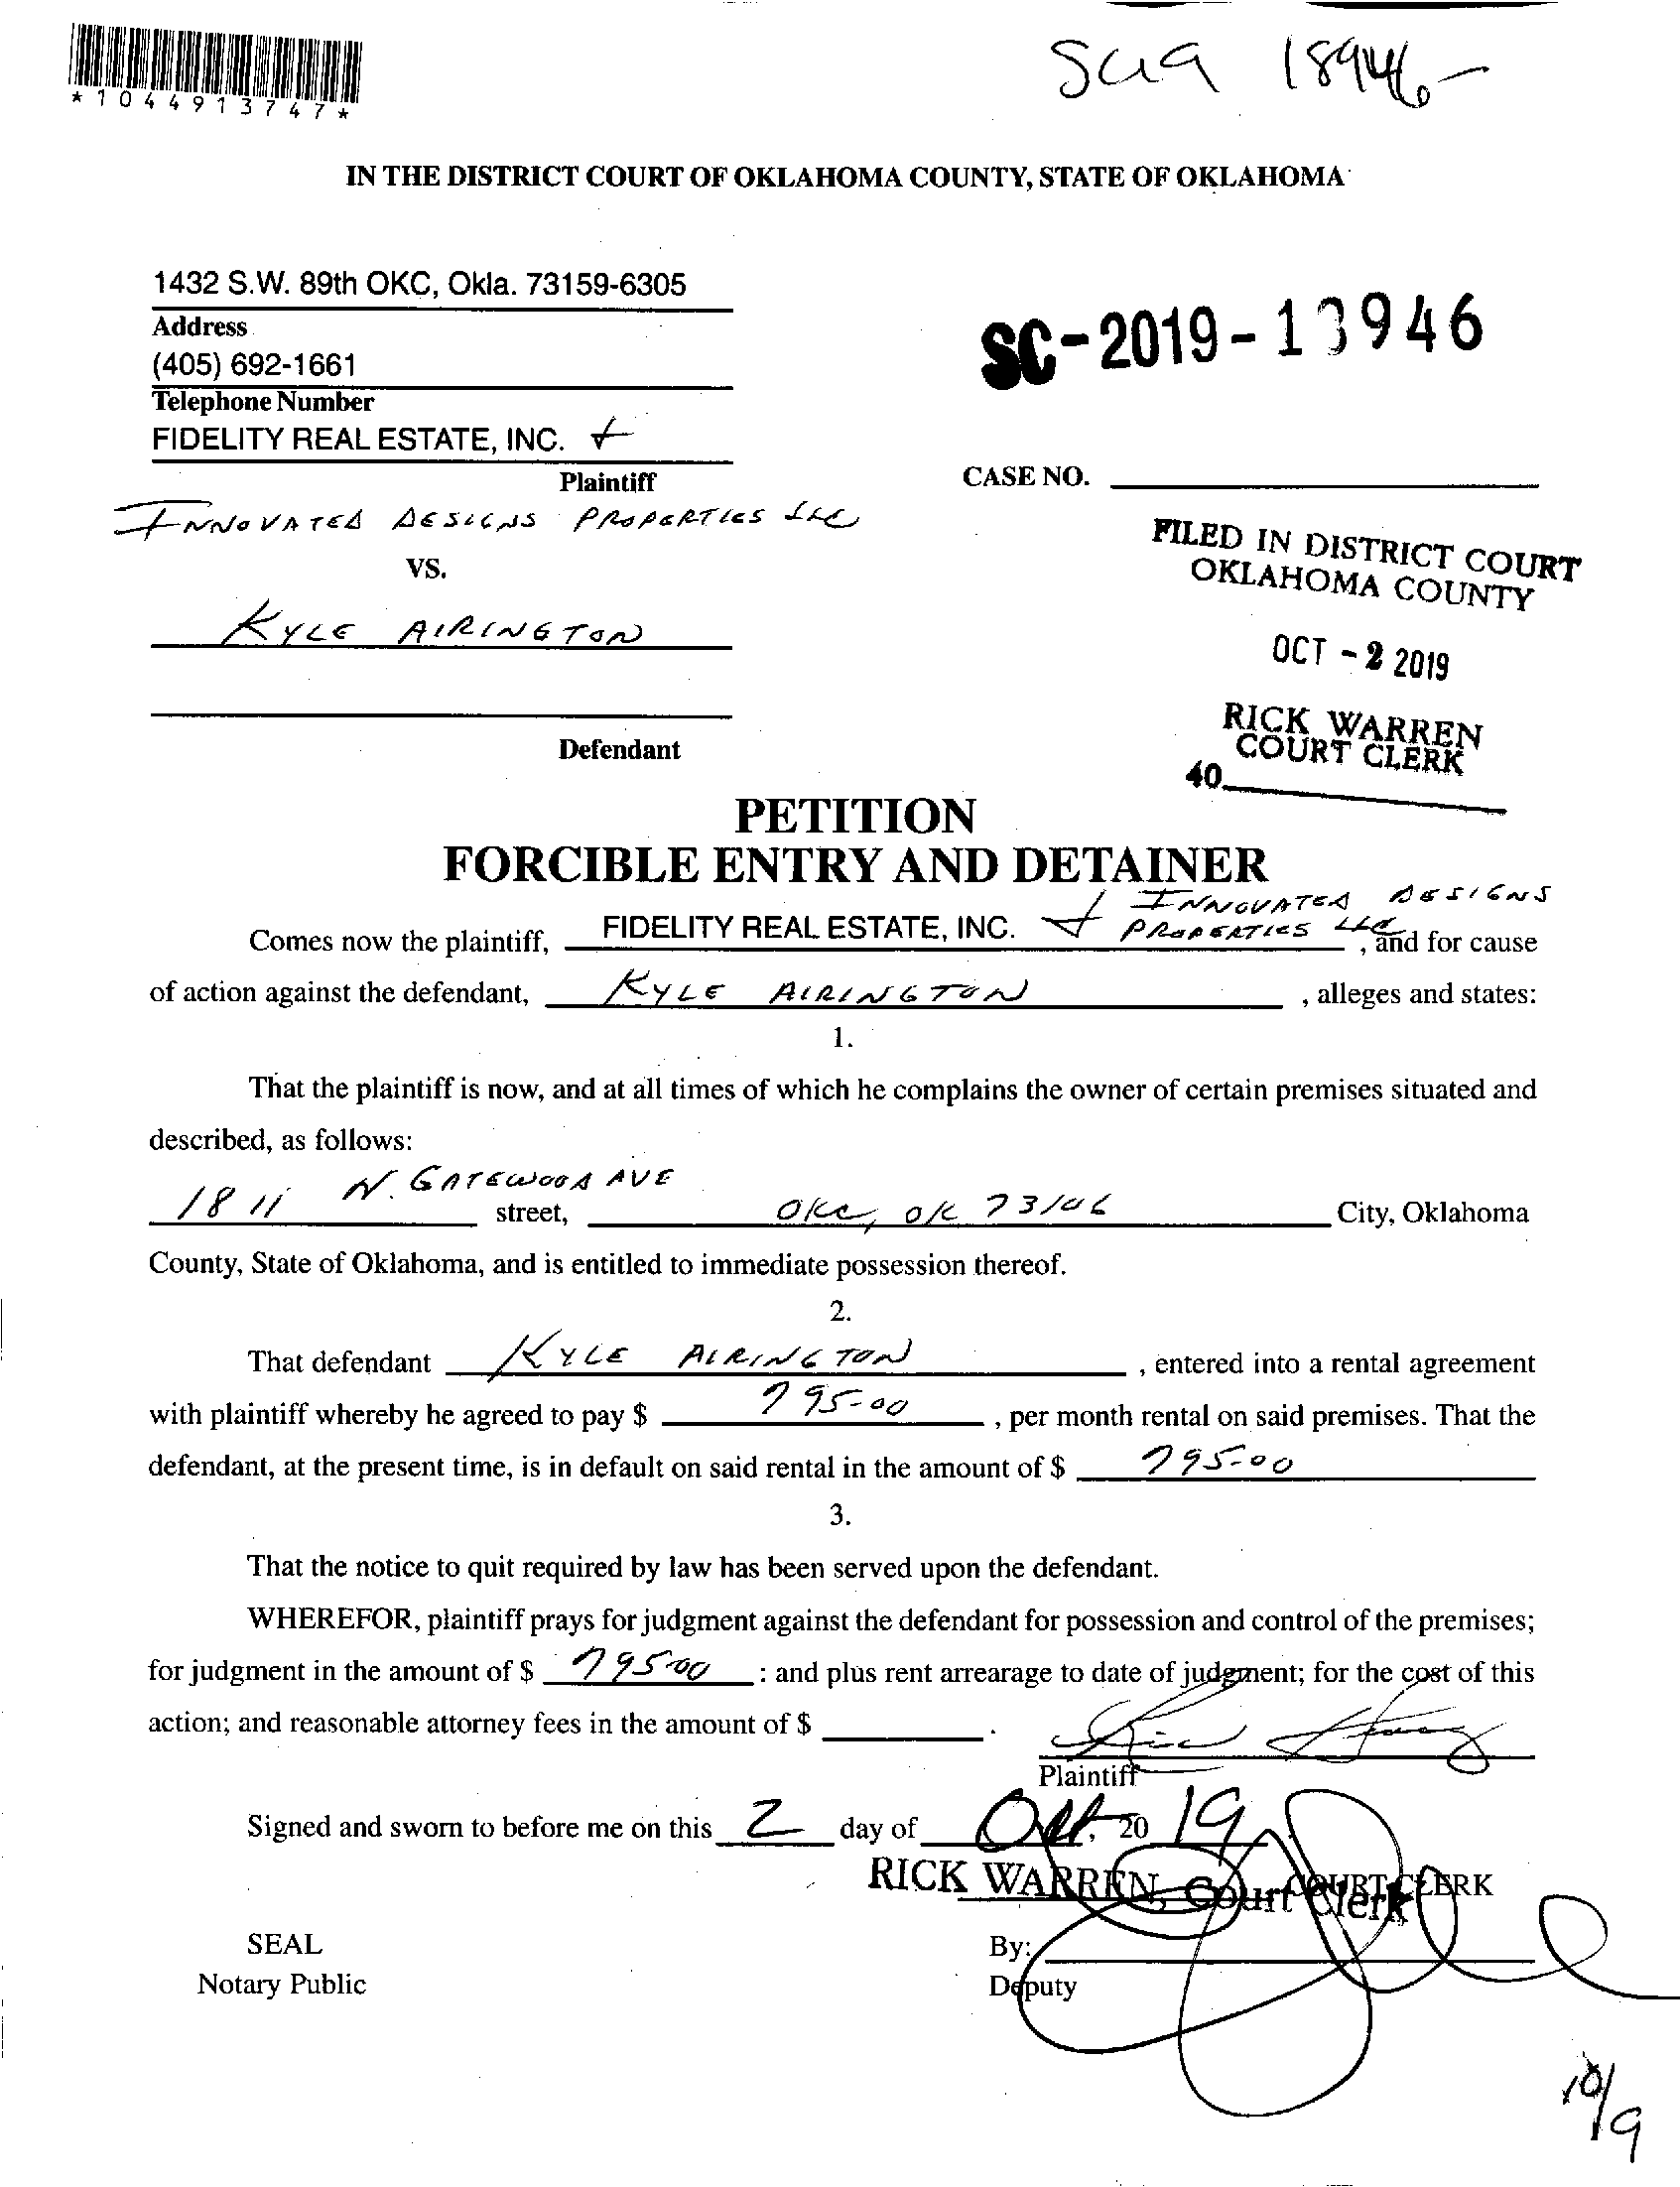 *1044913747*
IN THE DISTRICT COURT OF OKLAHOMA COUNTY, STATE OF OKLAHOMA
1432 S.W. 89th OKC, Okla. 73159-6305
Address
(405) 692-1661
Telephone Number
SC-2019-13946
FIDELITY REAL ESTATE, INC. +
Plaintiff
CASE NO.
INNOVATED DESIGNS PROPERTIES LLC
VS.
KYLE AIRINGTON
Defendant
FILED IN DISTRICT COURT
OKLAHOMA COUNTY
OCT - 2 2019
RICK WARREN
COURT CLERK
40
PETITION
FORCIBLE ENTRY AND DETAINER
Comes now the plaintiff, FIDELITY REAL ESTATE, INC. + INNOVATED DESIGNS PROPERTIES LLC, and for cause
of action against the defendant, KYLE AIRINGTON, alleges and states:
1.
That the plaintiff is now, and at all times of which he complains the owner of certain premises situated and
described, as follows:
1811 N. GATEWOOD AVE street, OKC, OK 73106 City, Oklahoma
County, State of Oklahoma, and is entitled to immediate possession thereof.
2.
That defendant KYLE AIRINGTON, entered into a rental agreement
with plaintiff whereby he agreed to pay $ 795-00, per month rental on said premises. That the
defendant, at the present time, is in default on said rental in the amount of $ 795-00
3.
That the notice to quit required by law has been served upon the defendant.
WHEREFOR, plaintiff prays for judgment against the defendant for possession and control of the premises;
for judgment in the amount of $ 795-00 : and plus rent arrearage to date of judgment; for the cost of this
action; and reasonable attorney fees in the amount of $ .
Plaintiff
Signed and sworn to before me on this 2 day of Oct, 20 19
RICK WARREN, Court Clerk COURT CLERK
SEAL
Notary Public
By:
Deputy
10/9